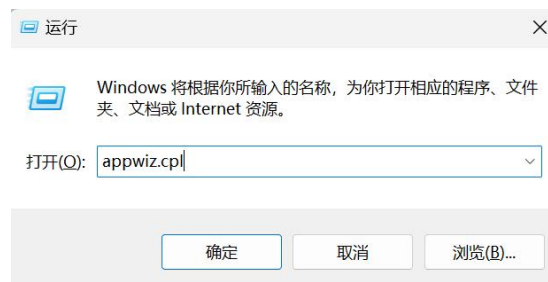 运行
Windows 将根据你所输入的名称，为你打开相应的程序、文件
夹、文档或 Internet 资源。
打开(O): appwiz.cpl
确定 取消 浏览(B)...